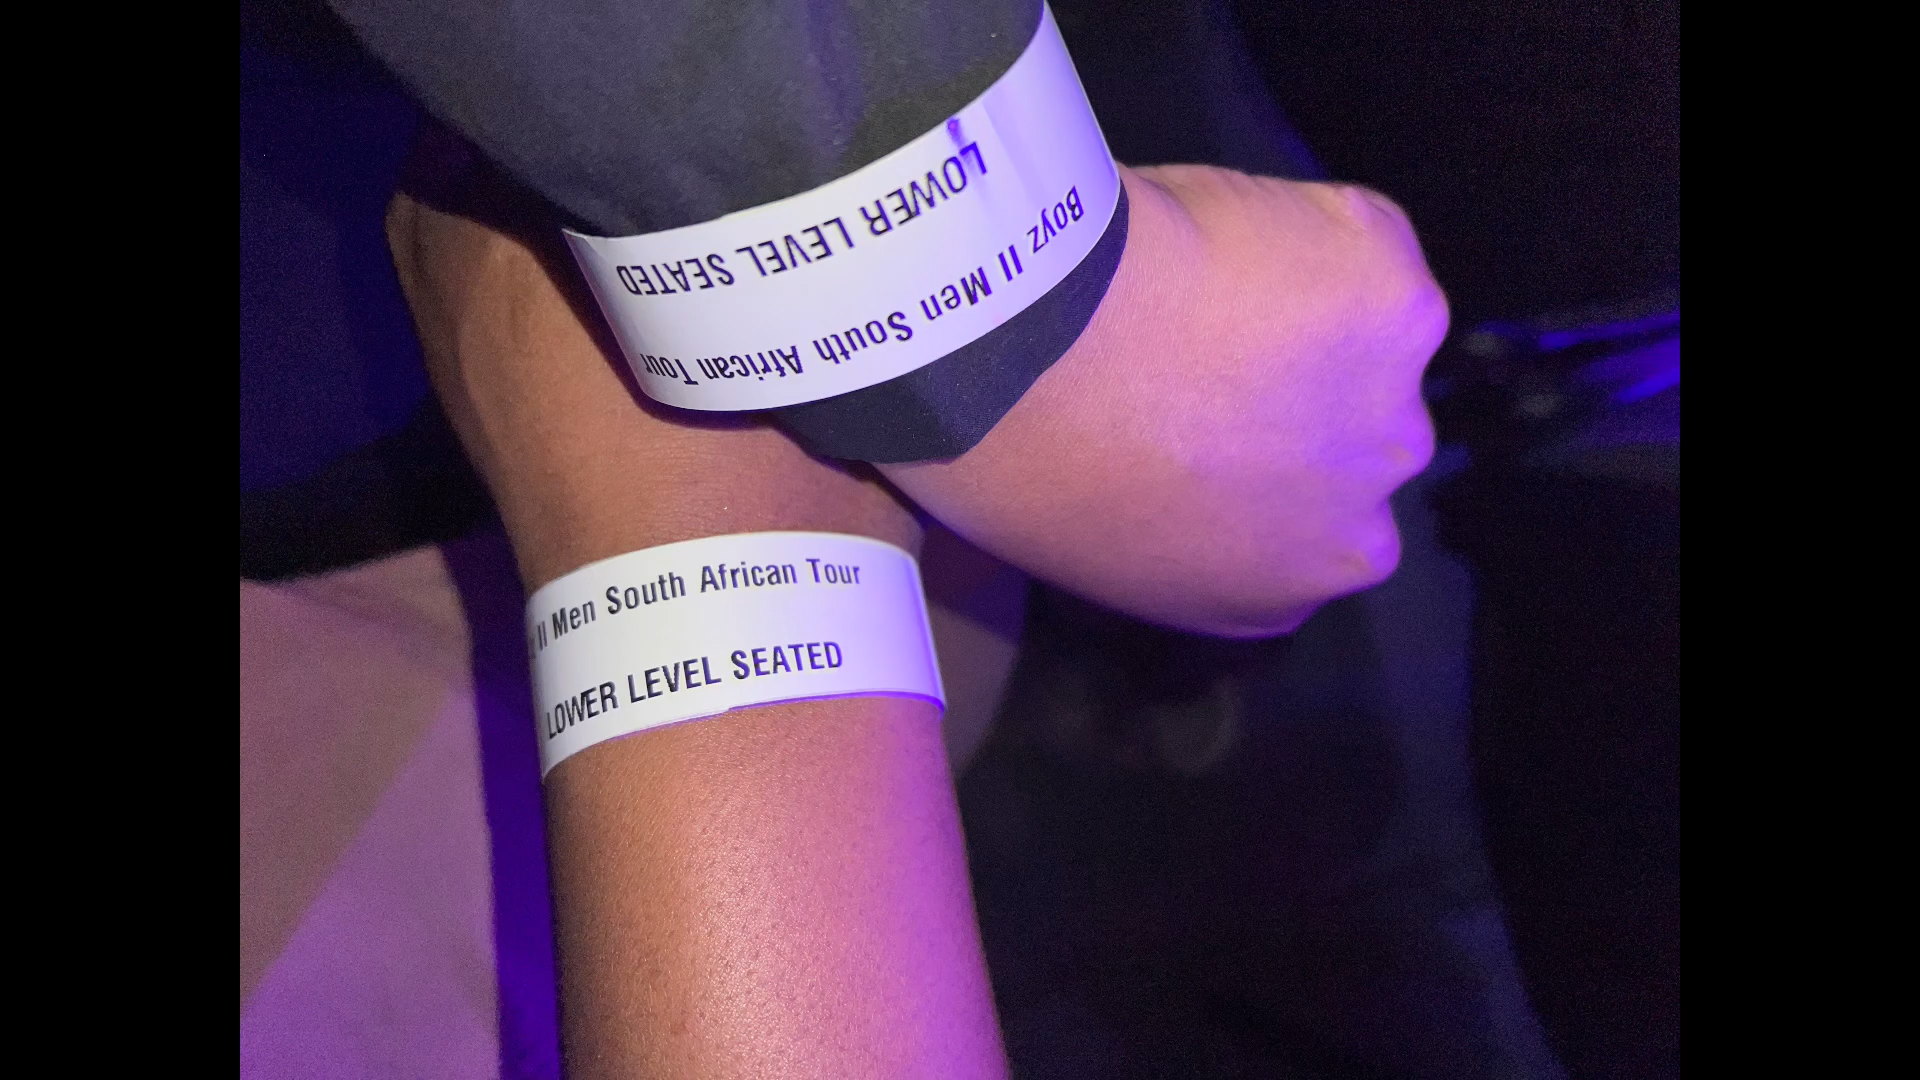 Boyz II Men South African Tour
LOWER LEVEL SEATED
II Men South African Tour
LOWER LEVEL SEATED